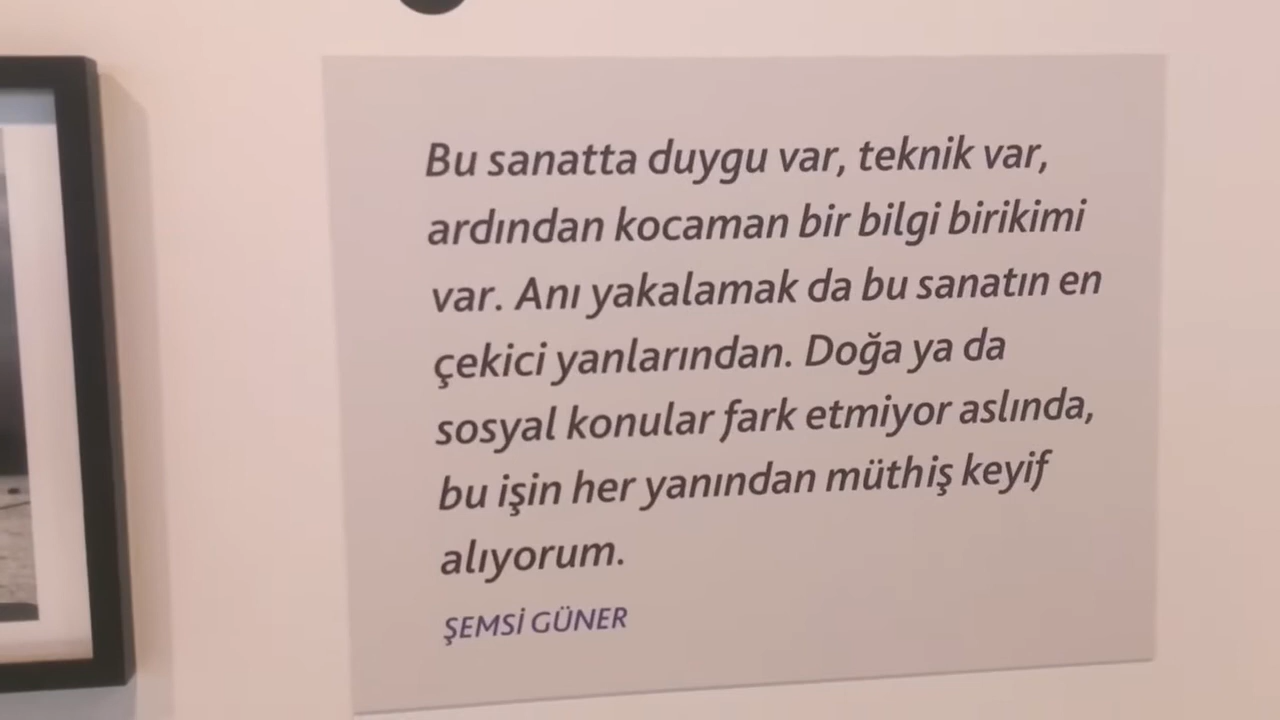 Bu sanatta duygu var, teknik var,
ardından kocaman bir bilgi birikimi
var. Anı yakalamak da bu sanatın en
çekici yanlarından. Doğa ya da
sosyal konular fark etmiyor aslında,
bu işin her yanından müthiş keyif
alıyorum.
ŞEMSİ GÜNER